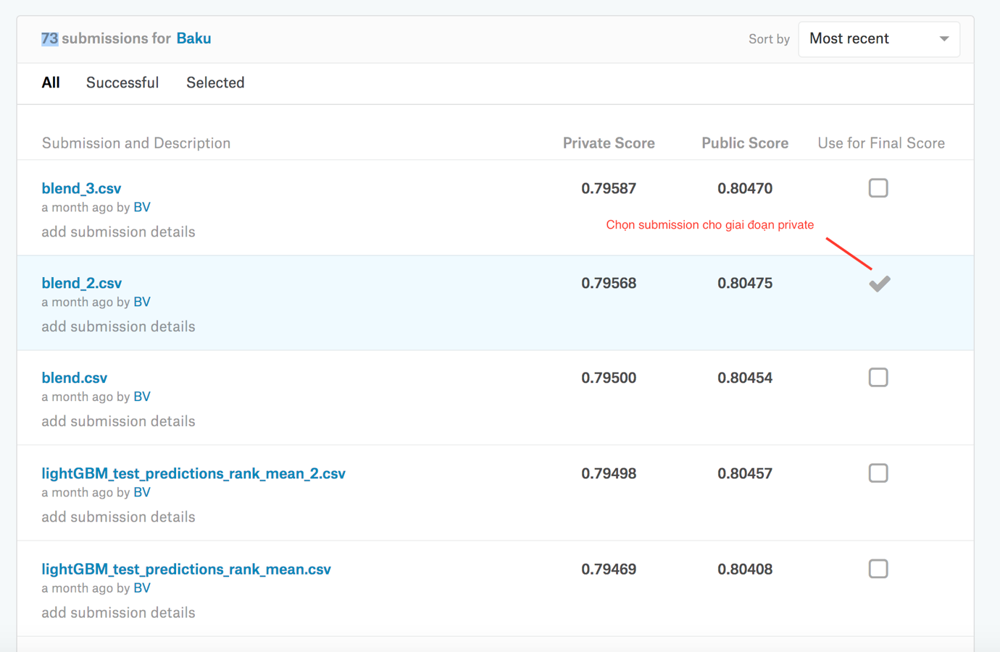 73 submissions for Baku
Sort by Most recent
All Successful Selected
Submission and Description Private Score Public Score Use for Final Score
blend_3.csv 0.79587 0.80470
a month ago by BV
Chọn submission cho giai đoạn private
add submission details
blend_2.csv 0.79568 0.80475
a month ago by BV
add submission details
blend.csv 0.79500 0.80454
a month ago by BV
add submission details
lightGBM_test_predictions_rank_mean_2.csv 0.79498 0.80457
a month ago by BV
add submission details
lightGBM_test_predictions_rank_mean.csv 0.79469 0.80408
a month ago by BV
add submission details